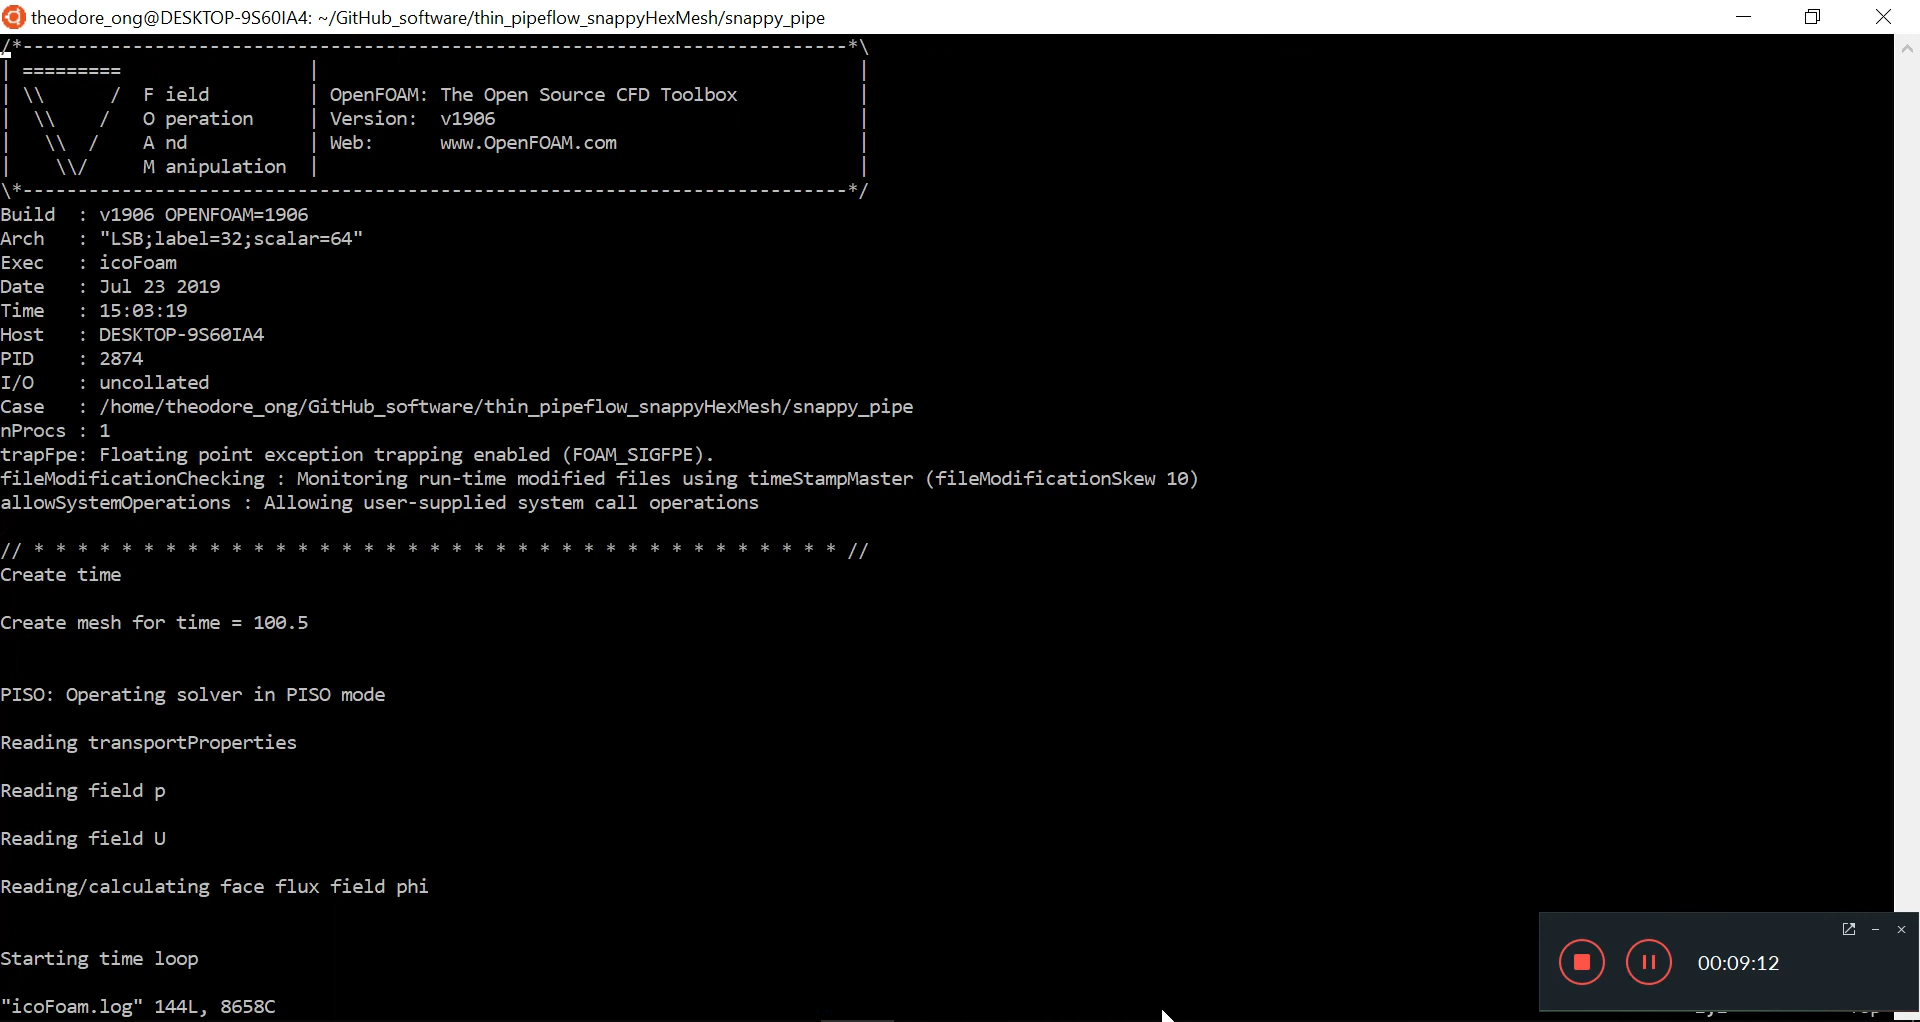 theodore_ong@DESKTOP-9S60IA4: ~/GitHub_software/thin_pipeflow_snappyHexMesh/snappy_pipe
/*---------------------------------------------------------------------------*\
| =========                 |                                                 |
| \\      /  F ield         | OpenFOAM: The Open Source CFD Toolbox           |
|  \\    /   O peration     | Version:  v1906                                 |
|   \\  /    A nd           | Web:      www.OpenFOAM.com                      |
|    \\/     M anipulation  |                                                 |
\*---------------------------------------------------------------------------*/
Build  : v1906 OPENFOAM=1906
Arch   : "LSB;label=32;scalar=64"
Exec   : icoFoam
Date   : Jul 23 2019
Time   : 15:03:19
Host   : DESKTOP-9S60IA4
PID    : 2874
I/O    : uncollated
Case   : /home/theodore_ong/GitHub_software/thin_pipeflow_snappyHexMesh/snappy_pipe
nProcs : 1
trapFpe: Floating point exception trapping enabled (FOAM_SIGFPE).
fileModificationChecking : Monitoring run-time modified files using timeStampMaster (fileModificationSkew 10)
allowSystemOperations : Allowing user-supplied system call operations
// * * * * * * * * * * * * * * * * * * * * * * * * * * * * * * * * * * * * * //
Create time
Create mesh for time = 100.5
PISO: Operating solver in PISO mode
Reading transportProperties
Reading field p
Reading field U
Reading/calculating face flux field phi
Starting time loop
"icoFoam.log" 144L, 8658C
00:09:12